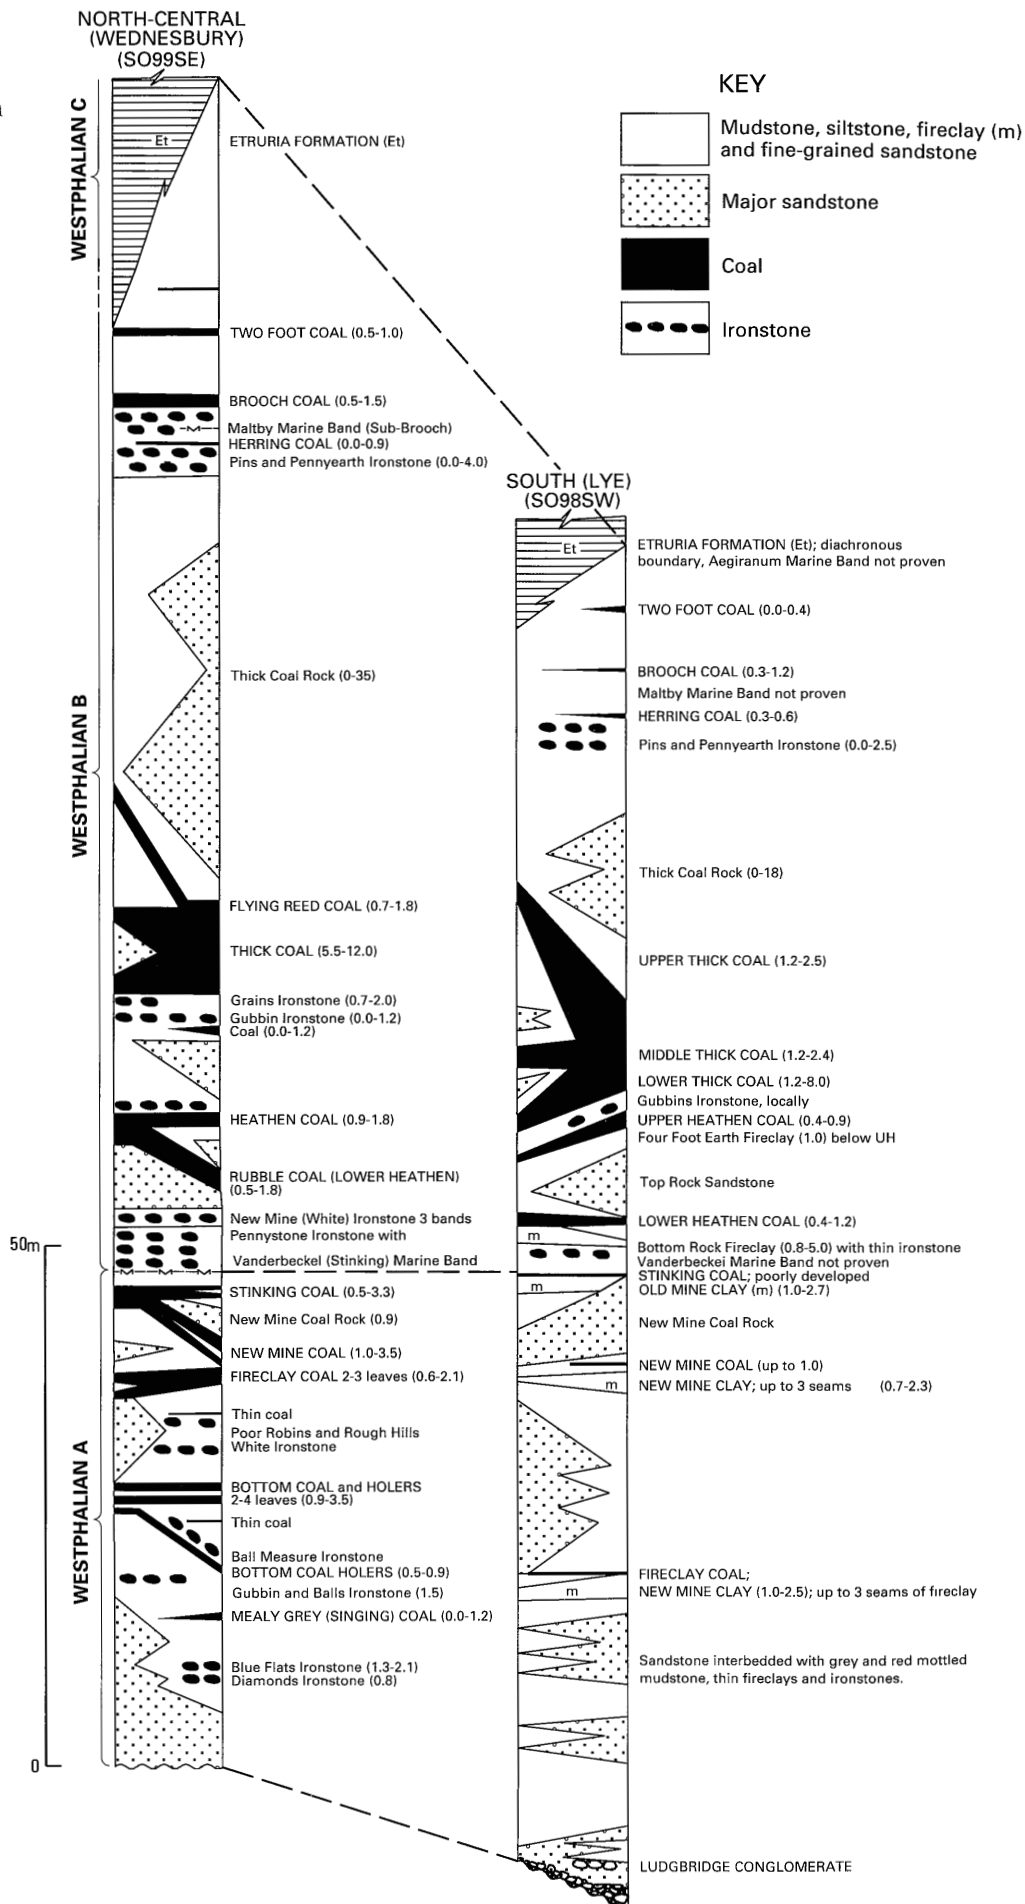 NORTH-CENTRAL
(WEDNESBURY)
(SO99SE)
WESTPHALIAN C
WESTPHALIAN B
WESTPHALIAN A
50m
0
Et
ETRURIA FORMATION (Et)
TWO FOOT COAL (0.5-1.0)
BROOCH COAL (0.5-1.5)
M
Maltby Marine Band (Sub-Brooch)
HERRING COAL (0.0-0.9)
Pins and Pennyearth Ironstone (0.0-4.0)
Thick Coal Rock (0-35)
FLYING REED COAL (0.7-1.8)
THICK COAL (5.5-12.0)
Grains Ironstone (0.7-2.0)
Gubbin Ironstone (0.0-1.2)
Coal (0.0-1.2)
HEATHEN COAL (0.9-1.8)
RUBBLE COAL (LOWER HEATHEN)
(0.5-1.8)
New Mine (White) Ironstone 3 bands
Pennystone Ironstone with
Vanderbeckel (Stinking) Marine Band
M M M
STINKING COAL (0.5-3.3)
New Mine Coal Rock (0.9)
NEW MINE COAL (1.0-3.5)
FIRECLAY COAL 2-3 leaves (0.6-2.1)
Thin coal
Poor Robins and Rough Hills
White Ironstone
BOTTOM COAL and HOLERS
2-4 leaves (0.9-3.5)
Thin coal
Ball Measure Ironstone
BOTTOM COAL HOLERS (0.5-0.9)
Gubbin and Balls Ironstone (1.5)
MEALY GREY (SINGING) COAL (0.0-1.2)
Blue Flats Ironstone (1.3-2.1)
Diamonds Ironstone (0.8)
KEY
Mudstone, siltstone, fireclay (m)
and fine-grained sandstone
Major sandstone
Coal
Ironstone
SOUTH (LYE)
(SO98SW)
Et
ETRURIA FORMATION (Et); diachronous
boundary, Aegiranum Marine Band not proven
TWO FOOT COAL (0.0-0.4)
BROOCH COAL (0.3-1.2)
Maltby Marine Band not proven
HERRING COAL (0.3-0.6)
Pins and Pennyearth Ironstone (0.0-2.5)
Thick Coal Rock (0-18)
UPPER THICK COAL (1.2-2.5)
MIDDLE THICK COAL (1.2-2.4)
LOWER THICK COAL (1.2-8.0)
Gubbins Ironstone, locally
UPPER HEATHEN COAL (0.4-0.9)
Four Foot Earth Fireclay (1.0) below UH
Top Rock Sandstone
LOWER HEATHEN COAL (0.4-1.2)
m
Bottom Rock Fireclay (0.8-5.0) with thin ironstone
Vanderbeckei Marine Band not proven
STINKING COAL; poorly developed
m
OLD MINE CLAY (m) (1.0-2.7)
New Mine Coal Rock
NEW MINE COAL (up to 1.0)
m
NEW MINE CLAY; up to 3 seams (0.7-2.3)
FIRECLAY COAL;
m
NEW MINE CLAY (1.0-2.5); up to 3 seams of fireclay
Sandstone interbedded with grey and red mottled
mudstone, thin fireclays and ironstones.
LUDGBRIDGE CONGLOMERATE